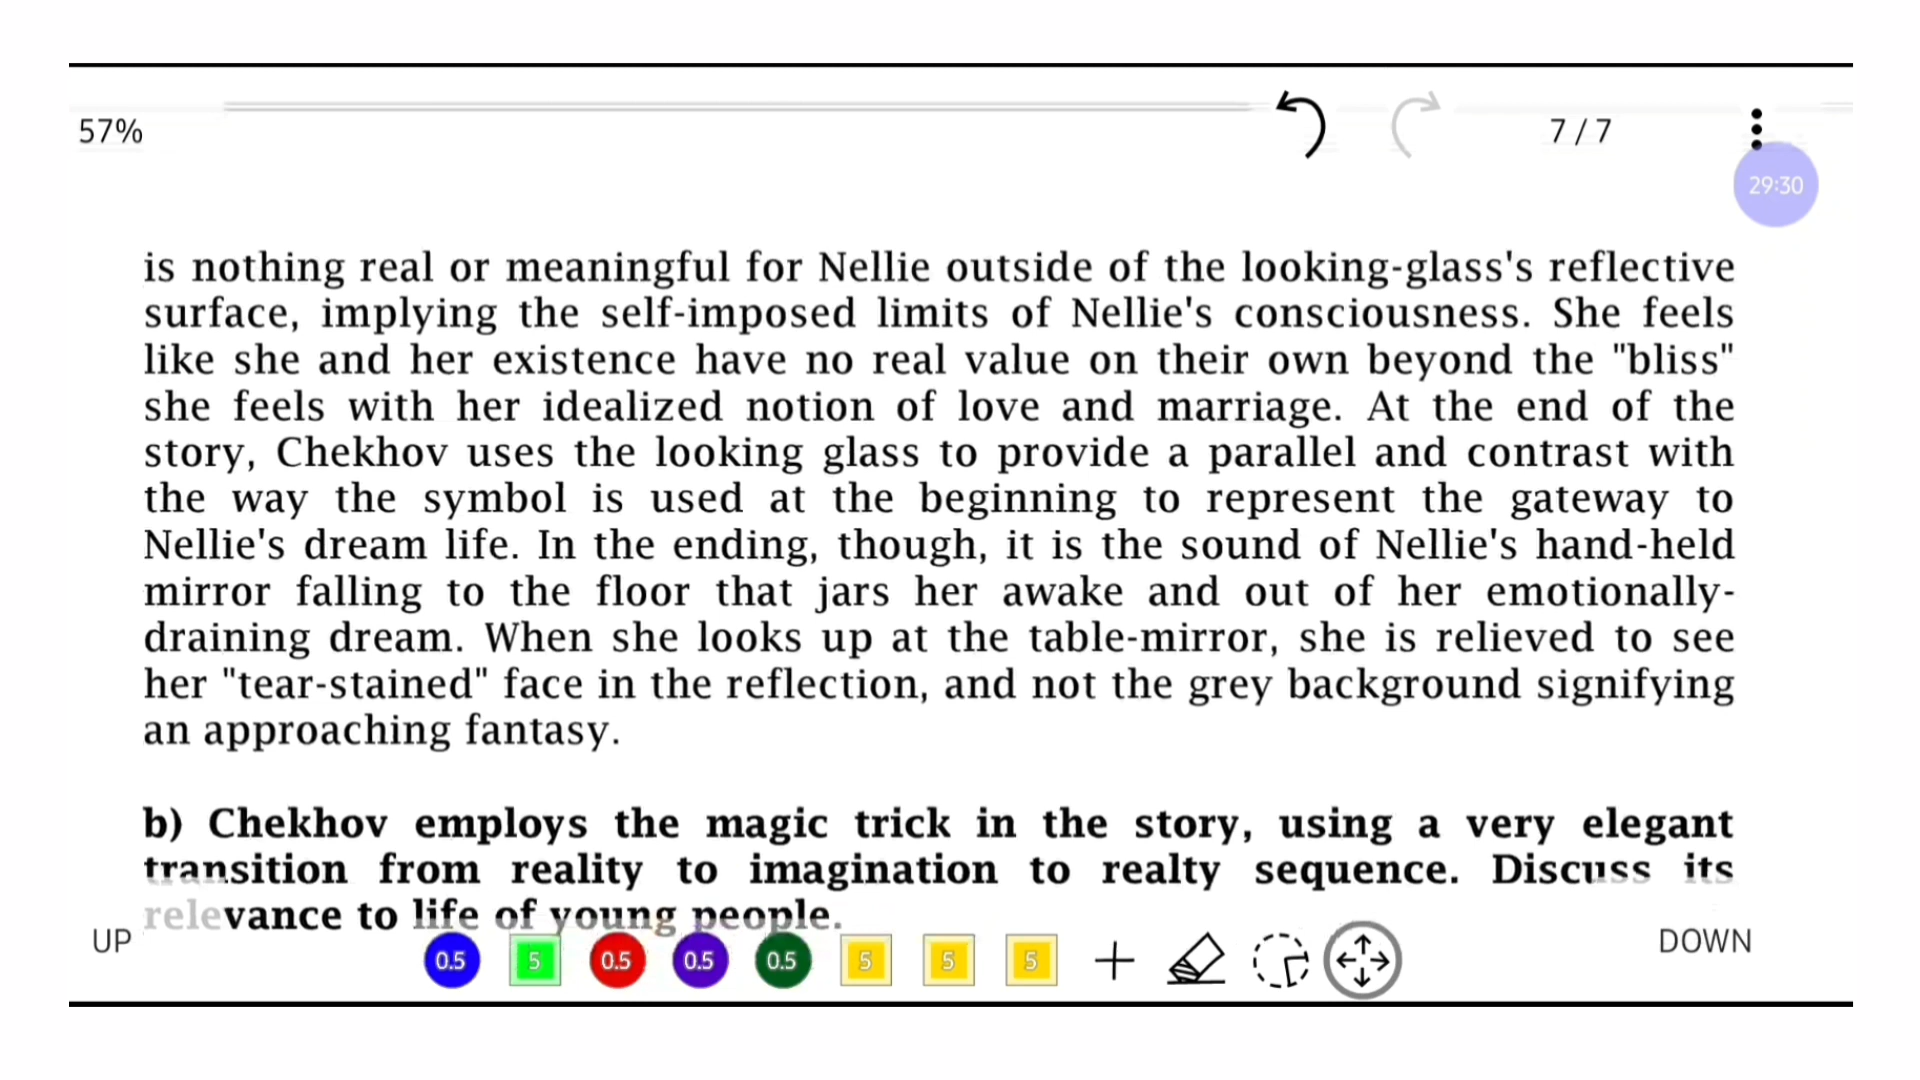 57%
7 / 7
29:30
is nothing real or meaningful for Nellie outside of the looking-glass's reflective
surface, implying the self-imposed limits of Nellie's consciousness. She feels
like she and her existence have no real value on their own beyond the "bliss"
she feels with her idealized notion of love and marriage. At the end of the
story, Chekhov uses the looking glass to provide a parallel and contrast with
the way the symbol is used at the beginning to represent the gateway to
Nellie's dream life. In the ending, though, it is the sound of Nellie's hand-held
mirror falling to the floor that jars her awake and out of her emotionally-
draining dream. When she looks up at the table-mirror, she is relieved to see
her "tear-stained" face in the reflection, and not the grey background signifying
an approaching fantasy.
b) Chekhov employs the magic trick in the story, using a very elegant
transition from reality to imagination to realty sequence. Discuss its
relevance to life of young people.
UP
0.5 5 0.5 0.5 0.5 5 5 5
DOWN